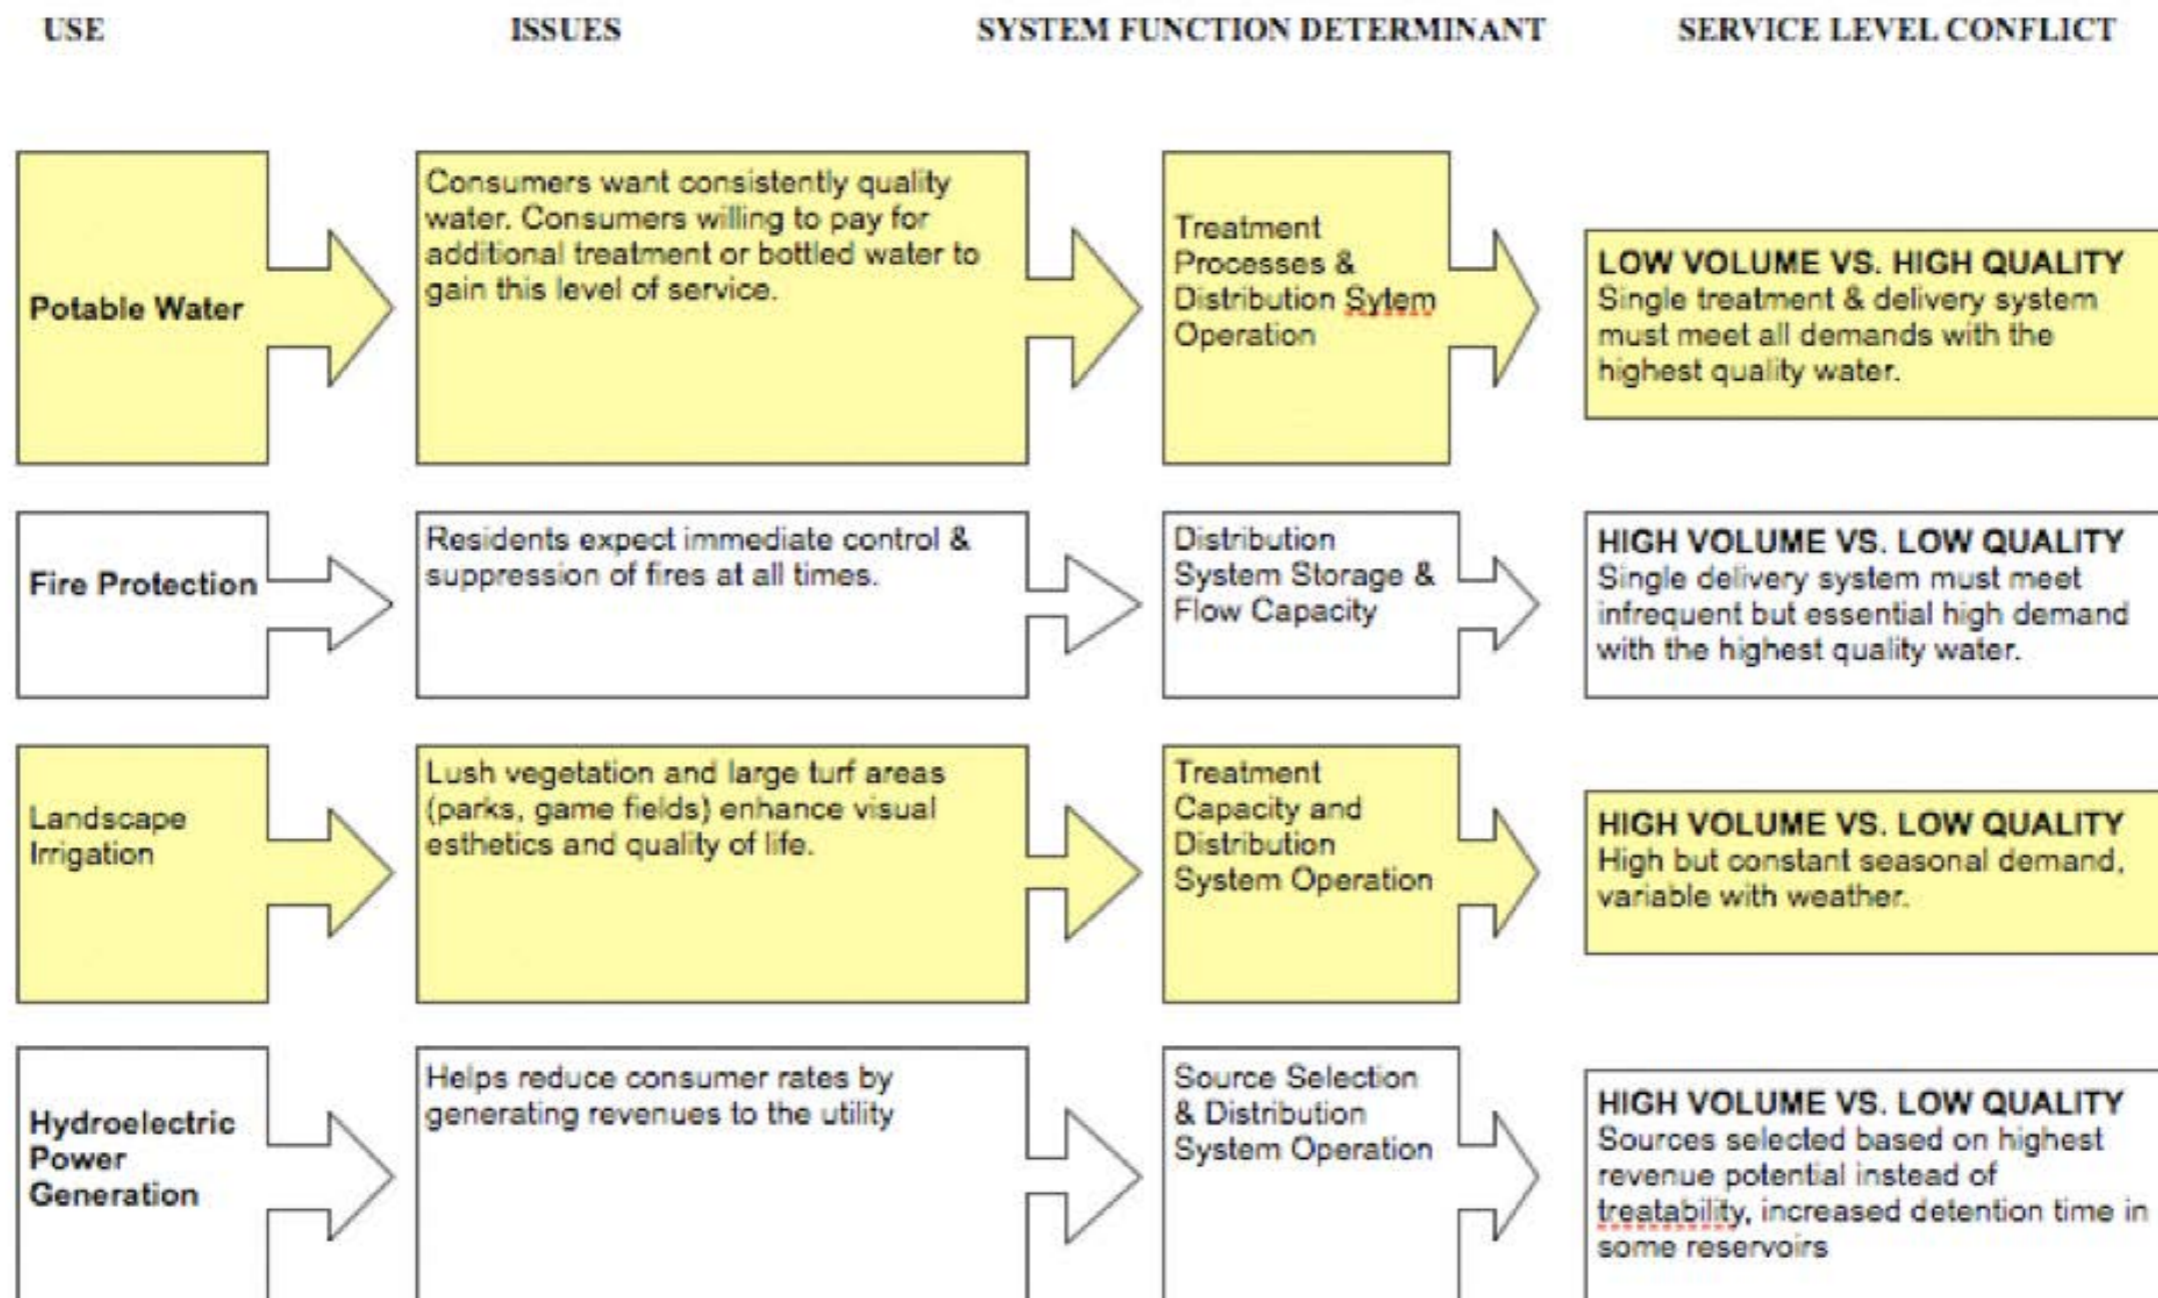 USE
ISSUES
SYSTEM FUNCTION DETERMINANT
SERVICE LEVEL CONFLICT
Potable Water
Consumers want consistently quality
water. Consumers willing to pay for
additional treatment or bottled water to
gain this level of service.
Treatment
Processes &
Distribution Sytem
Operation
LOW VOLUME VS. HIGH QUALITY
Single treatment & delivery system
must meet all demands with the
highest quality water.
Fire Protection
Residents expect immediate control &
suppression of fires at all times.
Distribution
System Storage &
Flow Capacity
HIGH VOLUME VS. LOW QUALITY
Single delivery system must meet
infrequent but essential high demand
with the highest quality water.
Landscape
Irrigation
Lush vegetation and large turf areas
(parks, game fields) enhance visual
esthetics and quality of life.
Treatment
Capacity and
Distribution
System Operation
HIGH VOLUME VS. LOW QUALITY
High but constant seasonal demand,
variable with weather.
Hydroelectric
Power
Generation
Helps reduce consumer rates by
generating revenues to the utility
Source Selection
& Distribution
System Operation
HIGH VOLUME VS. LOW QUALITY
Sources selected based on highest
revenue potential instead of
treatability, increased detention time in
some reservoirs